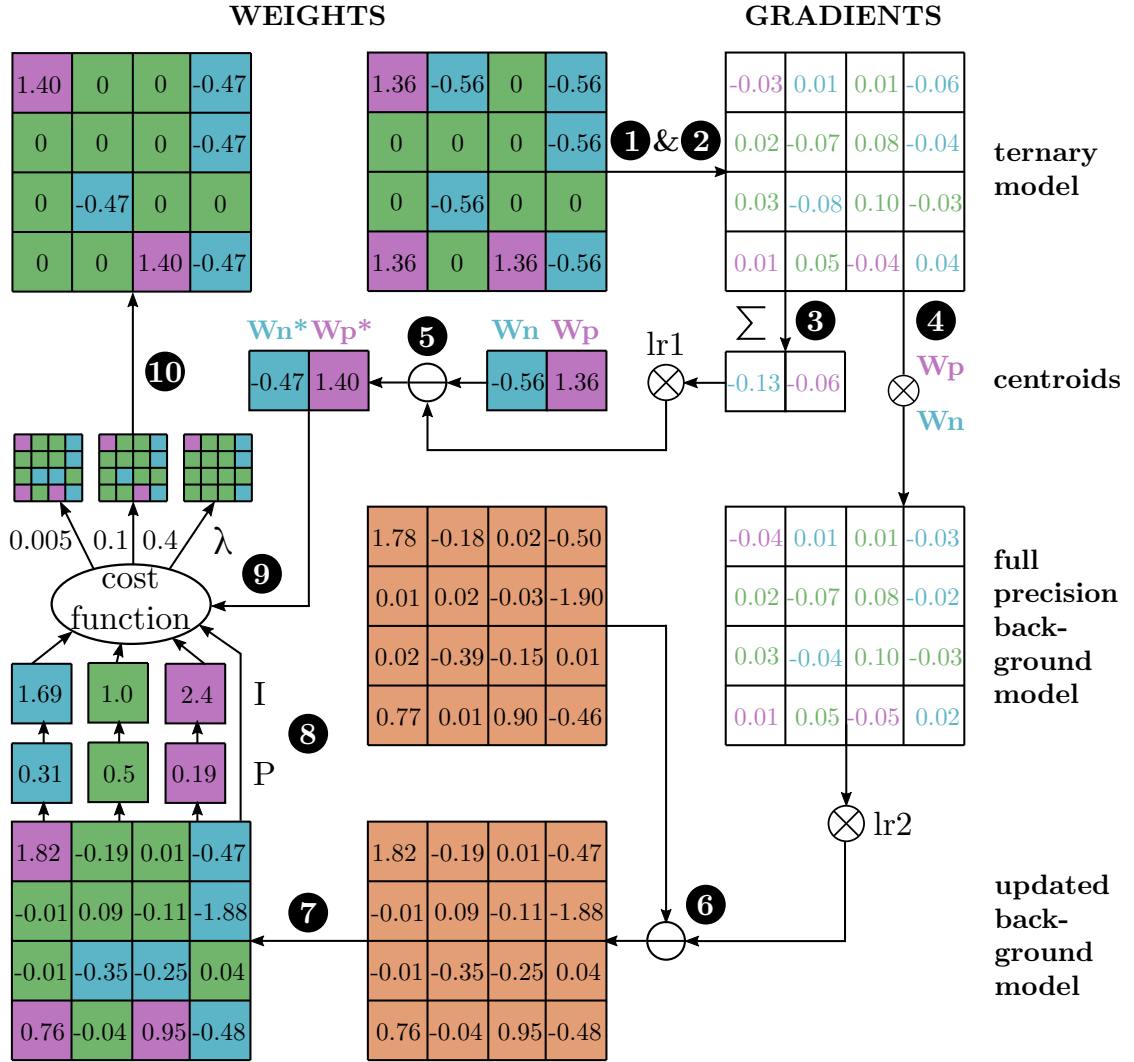 WEIGHTS GRADIENTS
1.40 0 0 -0.47
0 0 0 -0.47
0 -0.47 0 0
0 0 1.40 -0.47
1.36 -0.56 0 -0.56
0 0 0 -0.56
0 -0.56 0 0
1.36 0 1.36 -0.56
1 & 2
-0.03 0.01 0.01 -0.06
0.02 -0.07 0.08 -0.04
0.03 -0.08 0.10 -0.03
0.01 0.05 -0.04 0.04
ternary
model
10
Wn* Wp*
-0.47 1.40
5
Wn Wp
-0.56 1.36
lr1
∑ 3
-0.13 -0.06
4
Wp
Wn
centroids
0.005 0.1 0.4 λ
cost
function
9
1.69 1.0 2.4 I
0.31 0.5 0.19 P
8
1.78 -0.18 0.02 -0.50
0.01 0.02 -0.03 -1.90
0.02 -0.39 -0.15 0.01
0.77 0.01 0.90 -0.46
-0.04 0.01 0.01 -0.03
0.02 -0.07 0.08 -0.02
0.03 -0.04 0.10 -0.03
0.01 0.05 -0.05 0.02
full
precision
back-
ground
model
lr2
1.82 -0.19 0.01 -0.47
-0.01 0.09 -0.11 -1.88
-0.01 -0.35 -0.25 0.04
0.76 -0.04 0.95 -0.48
7
1.82 -0.19 0.01 -0.47
-0.01 0.09 -0.11 -1.88
-0.01 -0.35 -0.25 0.04
0.76 -0.04 0.95 -0.48
6
updated
back-
ground
model